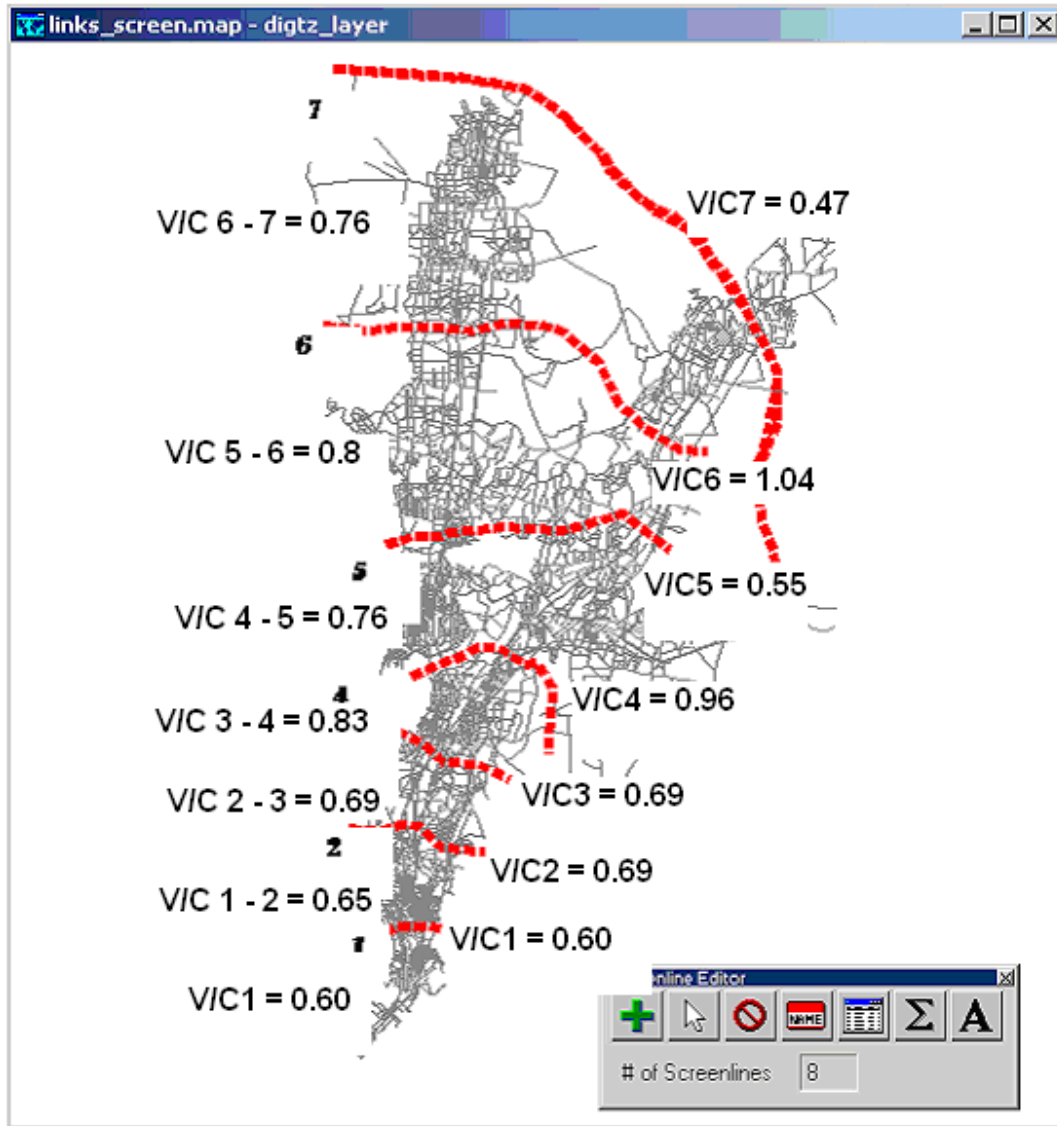 links_screen.map - digtz_layer
7
V/C7 = 0.47
V/C 6 - 7 = 0.76
6
V/C 5 - 6 = 0.8
V/C6 = 1.04
5
V/C5 = 0.55
V/C 4 - 5 = 0.76
4
V/C4 = 0.96
V/C 3 - 4 = 0.83
V/C3 = 0.69
V/C 2 - 3 = 0.69
2
V/C2 = 0.69
V/C 1 - 2 = 0.65
1
V/C1 = 0.60
V/C1 = 0.60
enline Editor
NAME Σ A
# of Screenlines 8